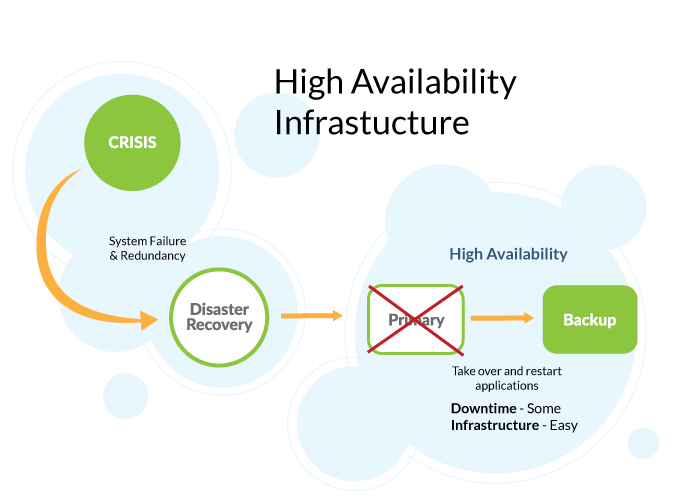 High Availability
Infrastucture
CRISIS
System Failure
& Redundancy
Disaster
Recovery
High Availability
Primary
Backup
Take over and restart
applications
Downtime - Some
Infrastructure - Easy